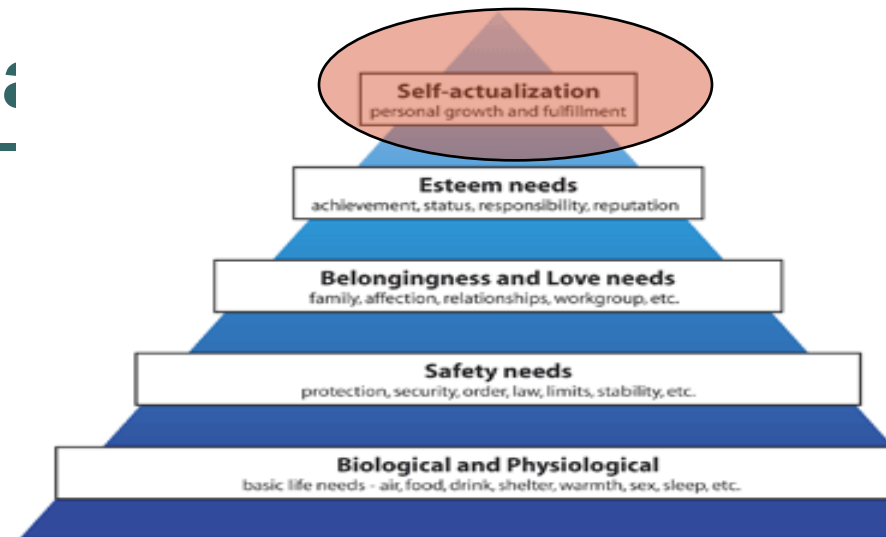 a
Self-actualization
personal growth and fulfillment
Esteem needs
achievement, status, responsibility, reputation
Belongingness and Love needs
family, affection, relationships, workgroup, etc.
Safety needs
protection, security, order, law, limits, stability, etc.
Biological and Physiological
basic life needs - air, food, drink, shelter, warmth, sex, sleep, etc.